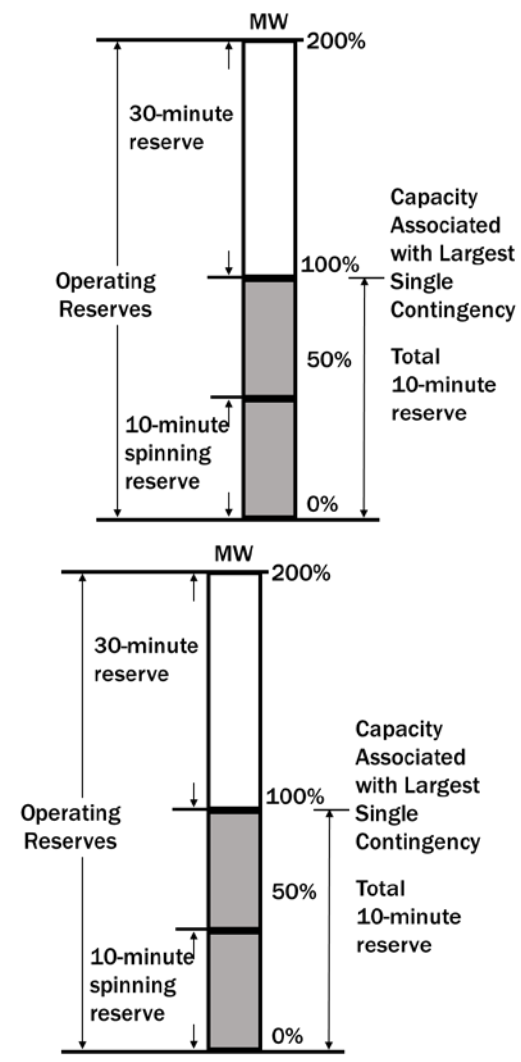 MW
200%
30-minute
reserve
Capacity
Associated
with Largest
Single
Contingency
100%
Operating
Reserves
50%
Total
10-minute
reserve
10-minute
spinning
reserve
0%
MW
200%
30-minute
reserve
Capacity
Associated
with Largest
Single
Contingency
100%
Operating
Reserves
50%
Total
10-minute
reserve
10-minute
spinning
reserve
0%